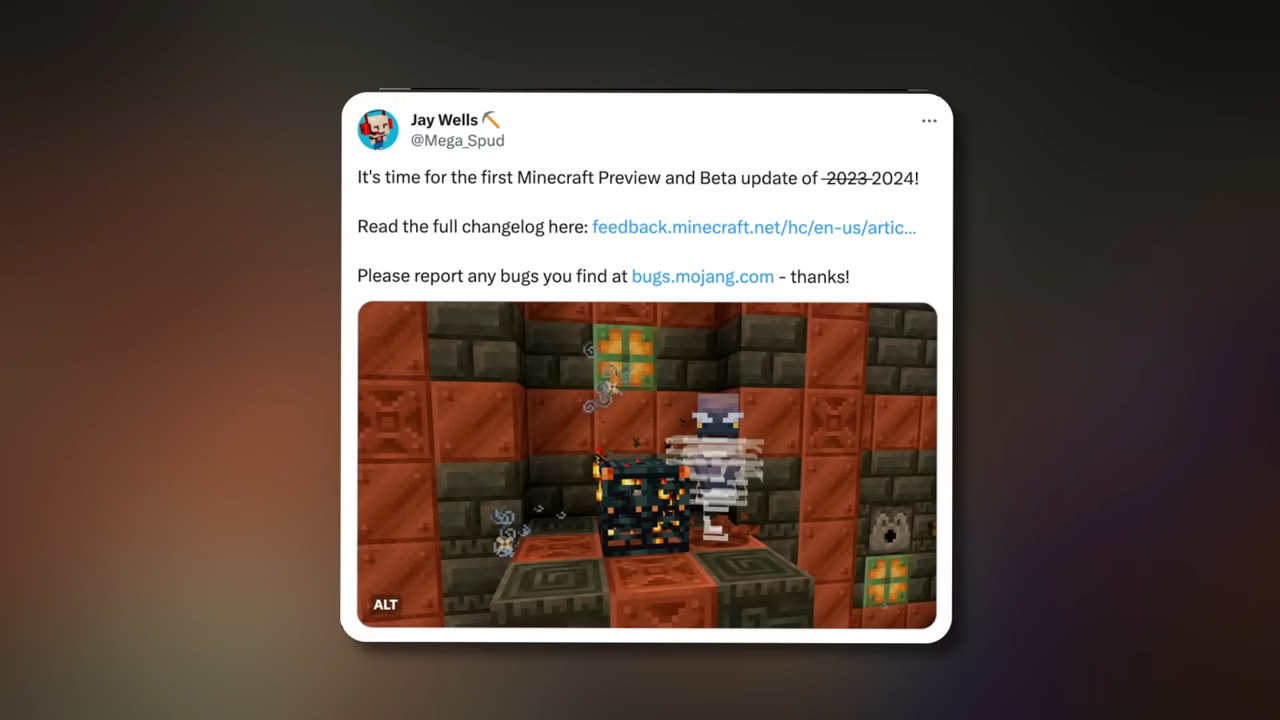 Jay Wells
@Mega_Spud
It's time for the first Minecraft Preview and Beta update of 2023 2024!
Read the full changelog here: feedback.minecraft.net/hc/en-us/artic...
Please report any bugs you find at bugs.mojang.com - thanks!
ALT